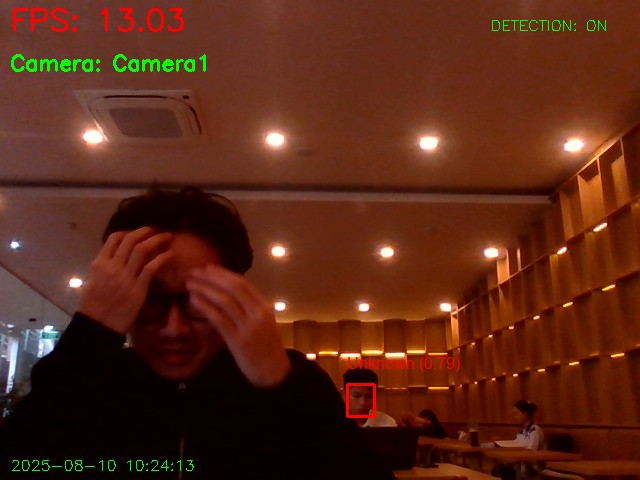 FPS: 13.03
DETECTION: ON
Camera: Camera1
Unknown (0.79)
2025-08-10 10:24:13